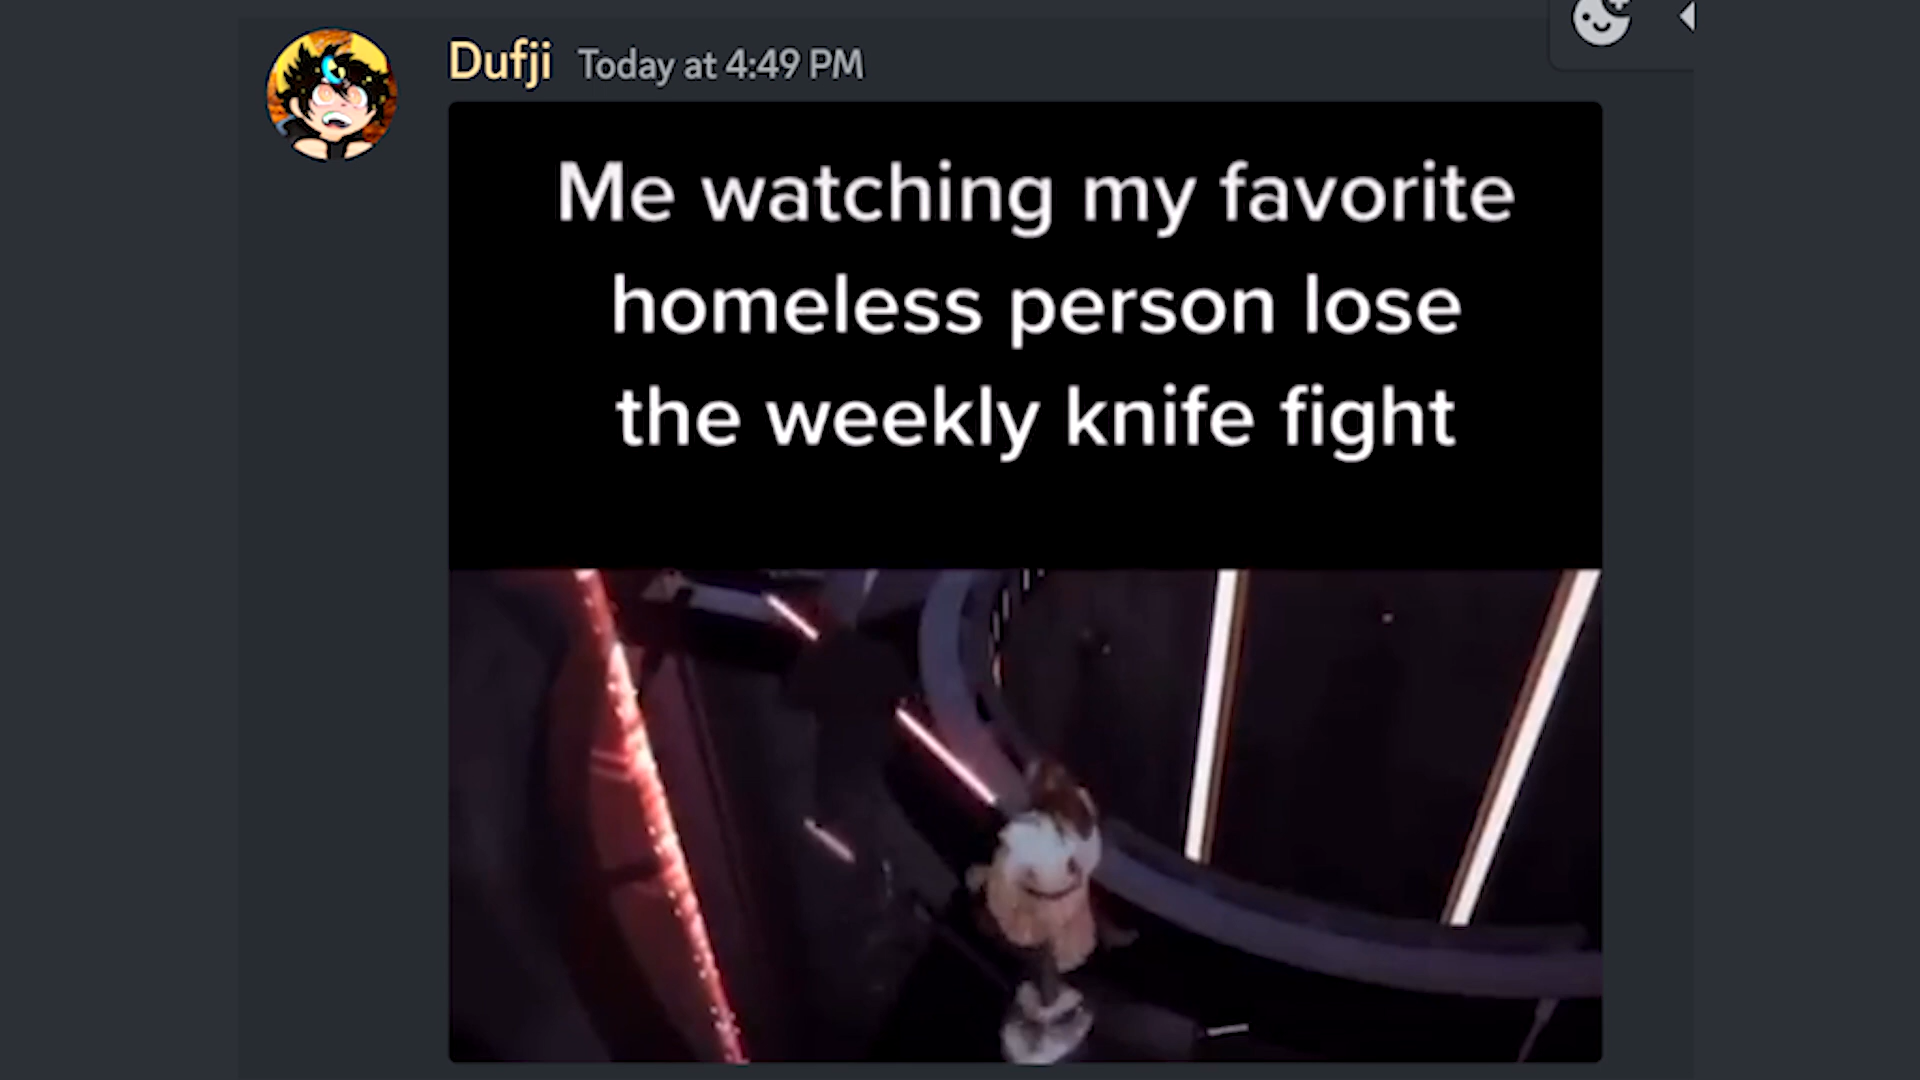 Dufji Today at 4:49 PM
Me watching my favorite
homeless person lose
the weekly knife fight